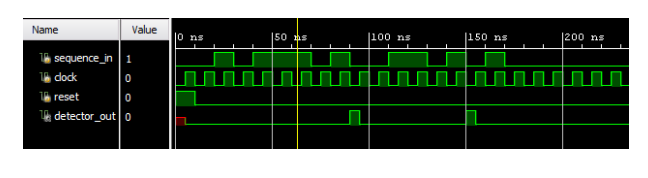 Name Value
0 ns 50 ns 100 ns 150 ns 200 ns
sequence_in 1
clock 0
reset 0
detector_out 0